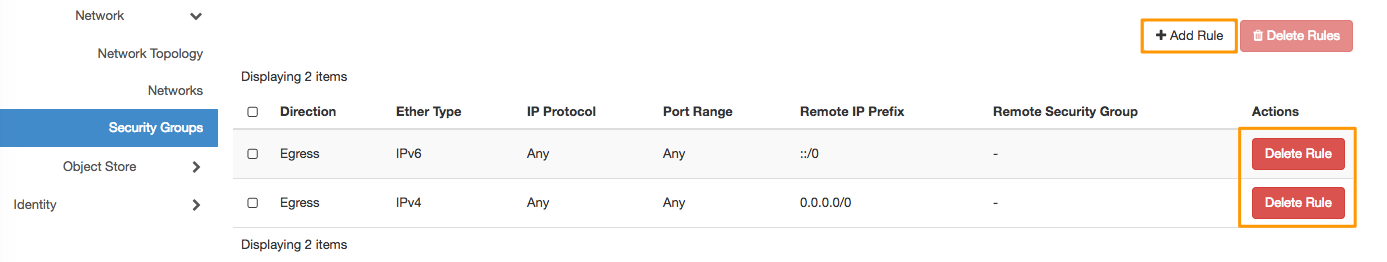 Network
Network Topology
Networks
Security Groups
Object Store
Identity
Add Rule Delete Rules
Displaying 2 items
Direction Ether Type IP Protocol Port Range Remote IP Prefix Remote Security Group Actions
Egress IPv6 Any Any ::/0 - Delete Rule
Egress IPv4 Any Any 0.0.0.0/0 - Delete Rule
Displaying 2 items